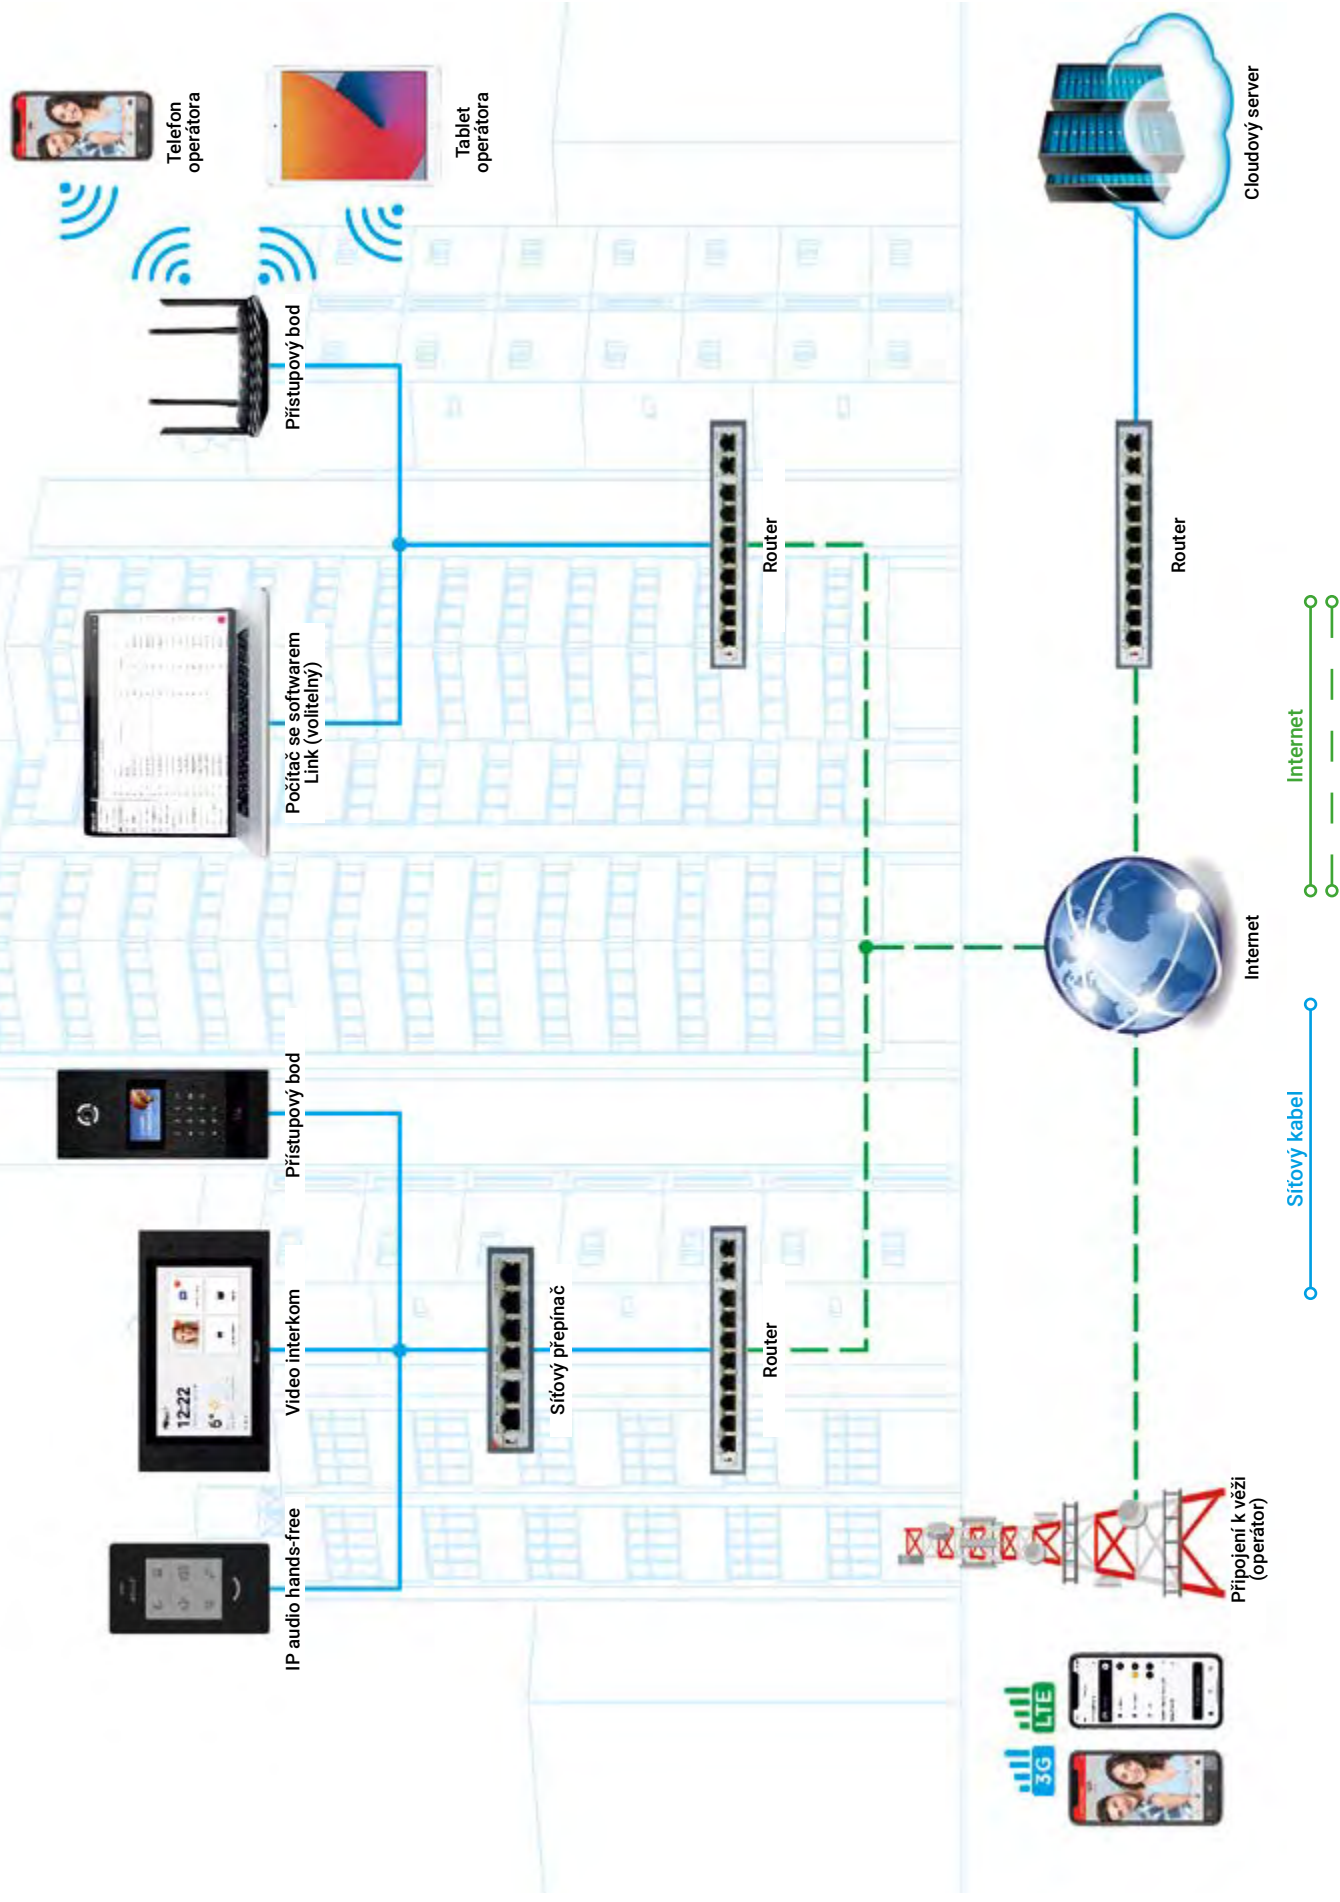 Telefon
operátora
Tablet
operátora
Přístupový bod
Počítač se softwarem
Link (volitelný)
Přístupový bod
12:22
6°
Video interkom
IP audio hands-free
Síťový přepínač
Router
Router
Cloudový server
Router
Internet
Připojení k věži
(operátor)
3G
LTE
Síťový kabel
Internet